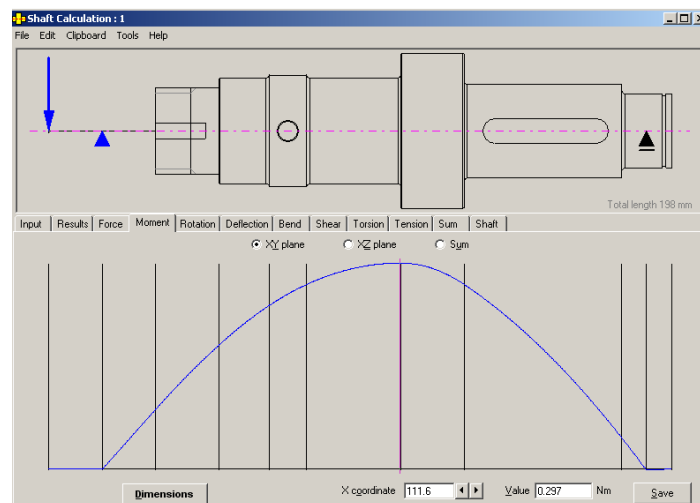 Shaft Calculation : 1
File Edit Clipboard Tools Help
Total length 198 mm
Input Results Force Moment Rotation Deflection Bend Shear Torsion Tension Sum Shaft
XY plane XZ plane Sum
Dimensions X coordinate 111.6 Value 0.297 Nm Save